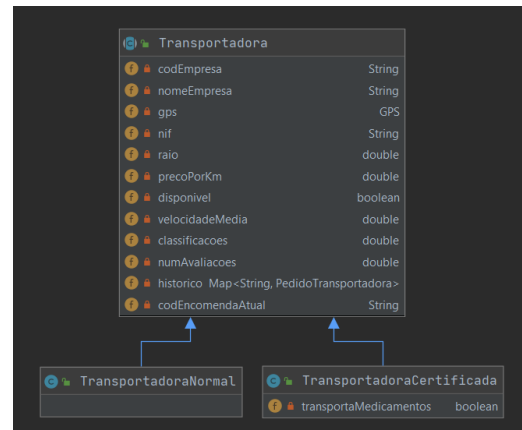 Transportadora
codEmpresa String
nomeEmpresa String
gps GPS
nif String
raio double
precoPorKm double
disponivel boolean
velocidadeMedia double
classificacoes double
numAvaliacoes double
historico Map<String, PedidoTransportadora>
codEncomendaAtual String
TransportadoraNormal
TransportadoraCertificada
transportaMedicamentos boolean